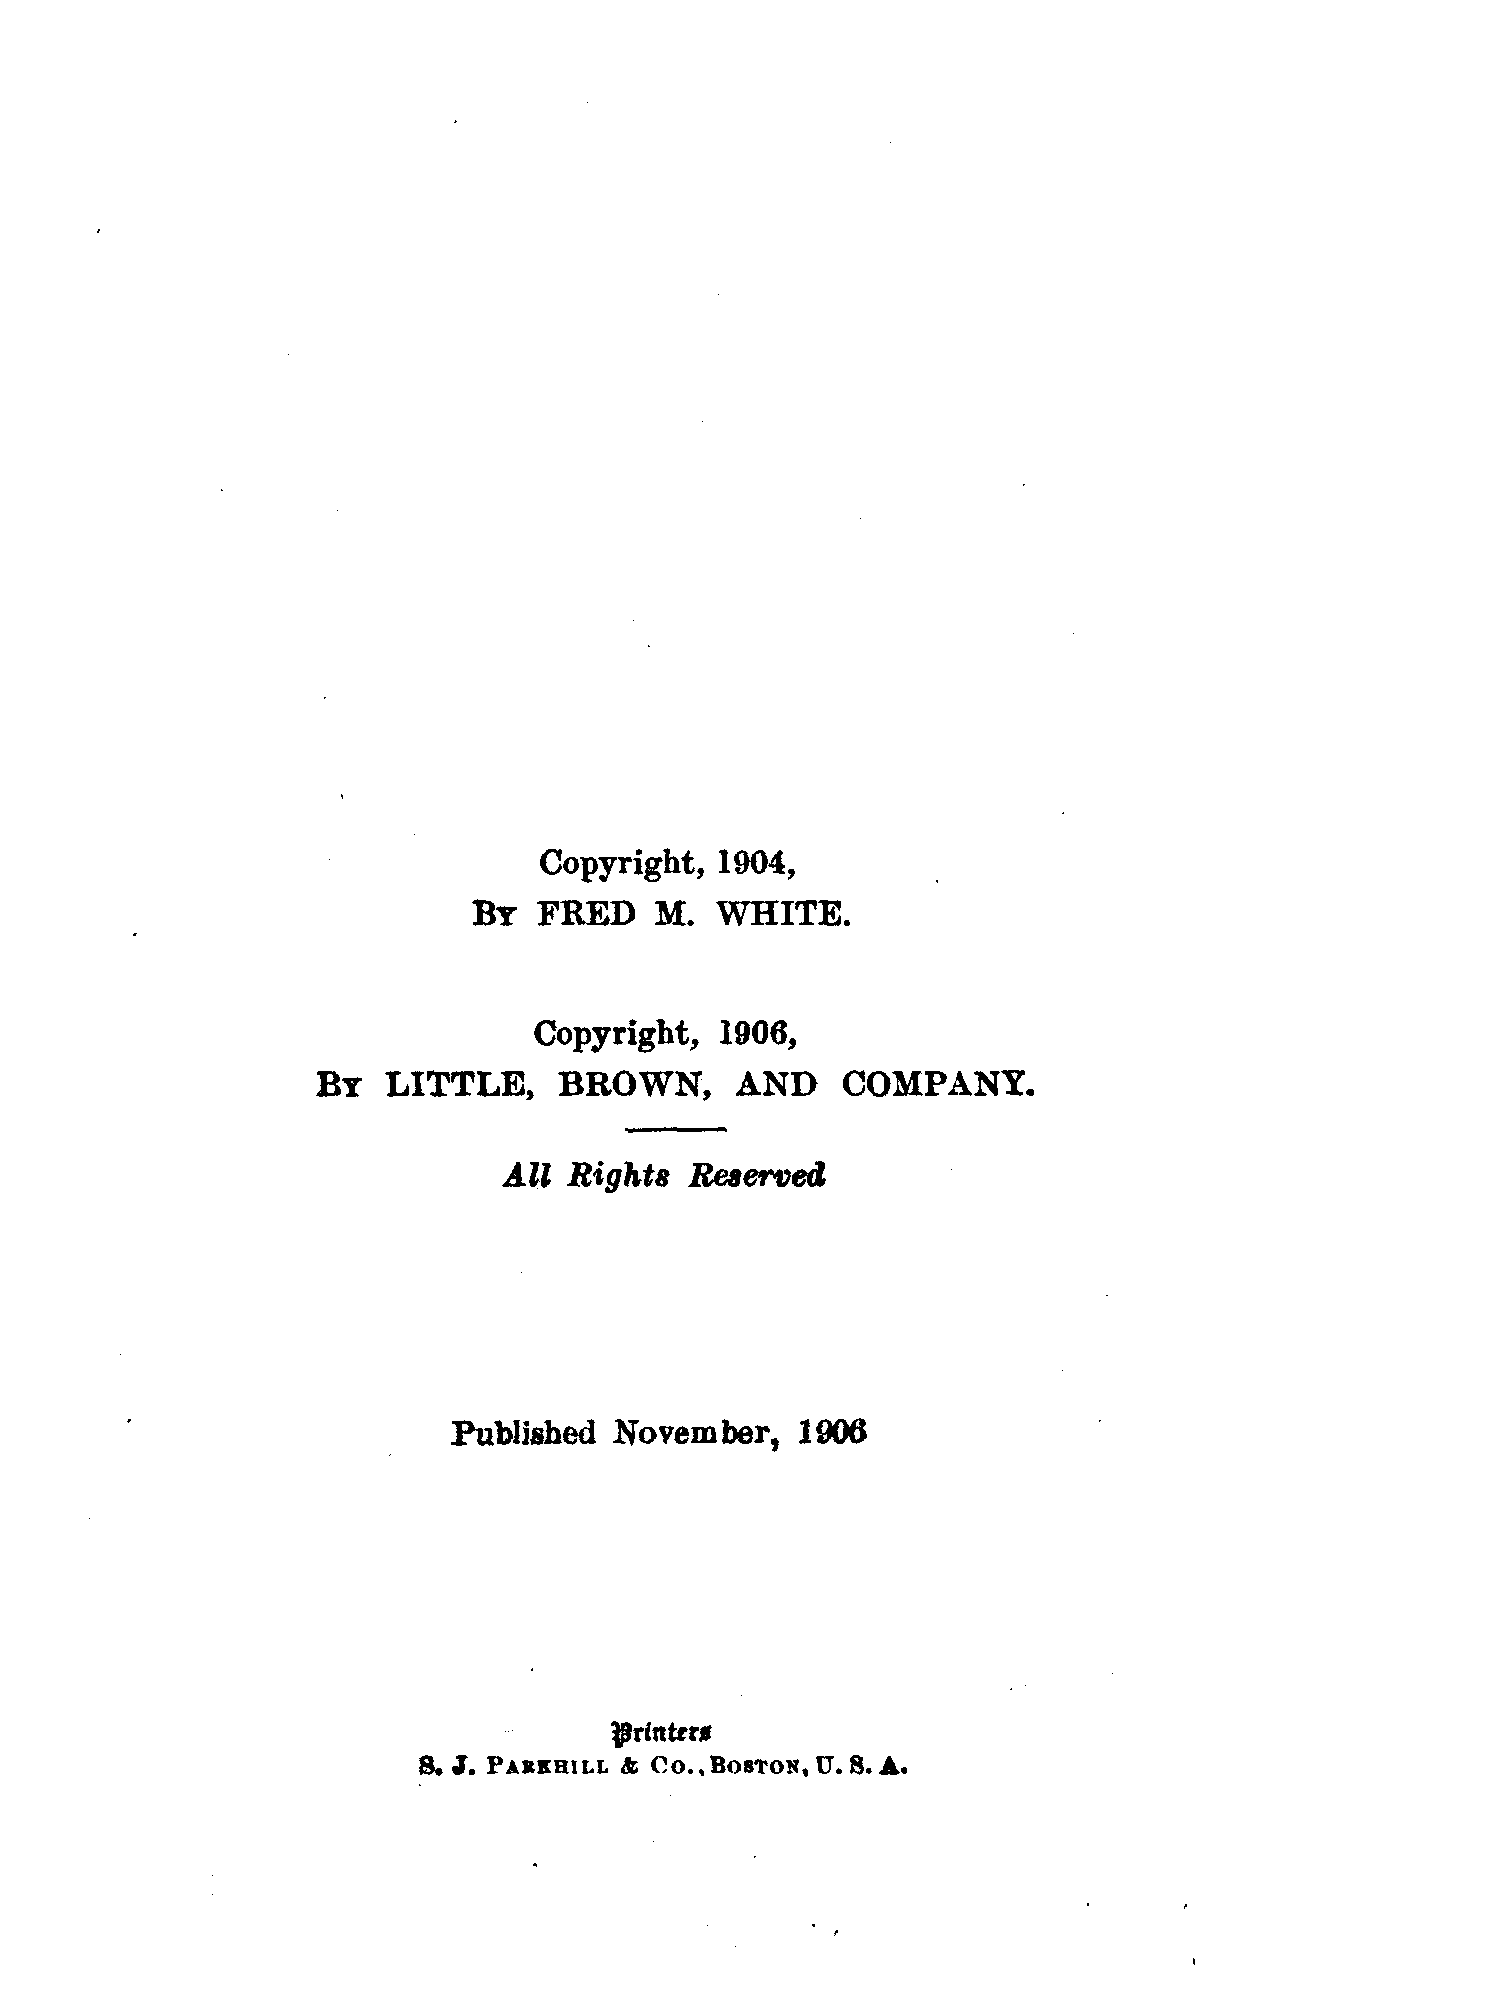 Copyright, 1904,
BY FRED M. WHITE.
Copyright, 1906,
BY LITTLE, BROWN, AND COMPANY.
All Rights Reserved
Published November, 1906
Printers
S. J. PARKHILL & CO., BOSTON, U. S. A.